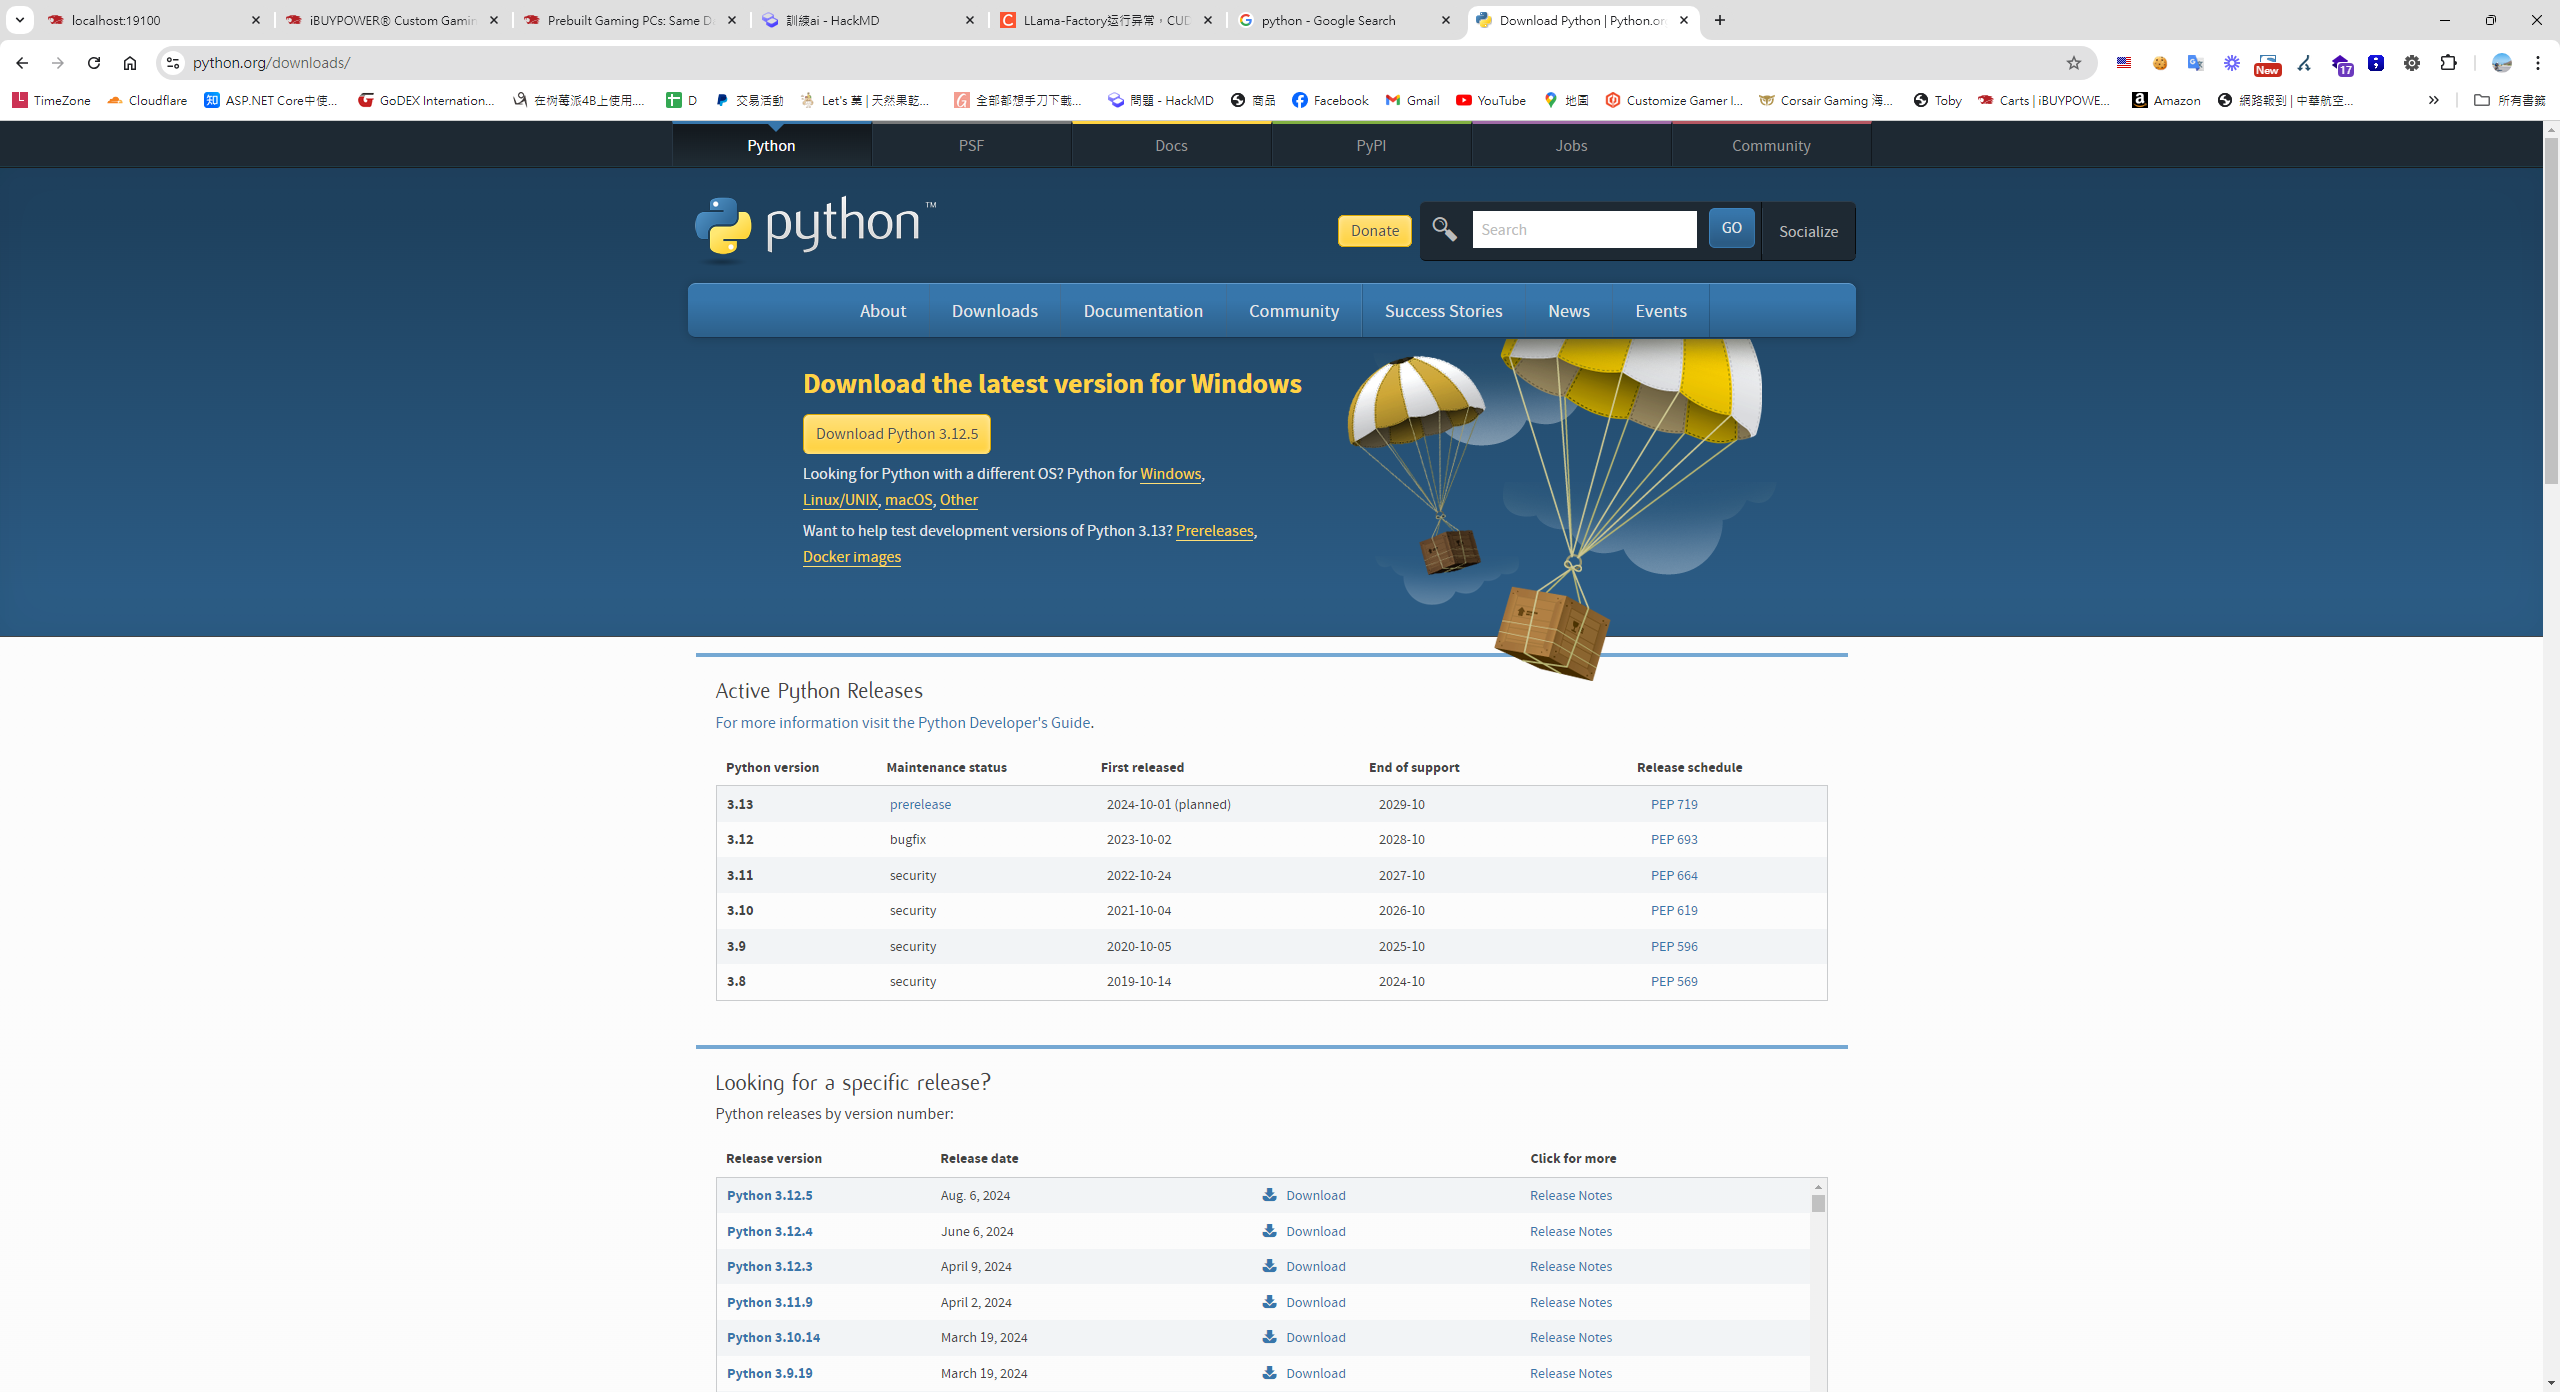 localhost:19100
iBUYPOWER® Custom Gamin
Prebuilt Gaming PCs: Same D
訓練ai - HackMD
LLama-Factory运行异常，CUD
python - Google Search
Download Python | Python.or
python.org/downloads/
New
17
TimeZone
Cloudflare
ASP.NET Core中使...
GoDEX Internation...
在树莓派4B上使用....
D
交易活動
Let's 菓 | 天然果乾...
全部都想手刀下載...
問題 - HackMD
商品
Facebook
Gmail
YouTube
地圖
Customize Gamer I...
Corsair Gaming 海...
Toby
Carts | iBUYPOWE...
Amazon
網路報到 | 中華航空...
所有書籤
Python
PSF
Docs
PyPI
Jobs
Community
python™
Donate
Search
GO
Socialize
About
Downloads
Documentation
Community
Success Stories
News
Events
Download the latest version for Windows
Download Python 3.12.5
Looking for Python with a different OS? Python for Windows,
Linux/UNIX, macOS, Other
Want to help test development versions of Python 3.13? Prereleases,
Docker images
Active Python Releases
For more information visit the Python Developer's Guide.
Python version Maintenance status First released End of support Release schedule
3.13 prerelease 2024-10-01 (planned) 2029-10 PEP 719
3.12 bugfix 2023-10-02 2028-10 PEP 693
3.11 security 2022-10-24 2027-10 PEP 664
3.10 security 2021-10-04 2026-10 PEP 619
3.9 security 2020-10-05 2025-10 PEP 596
3.8 security 2019-10-14 2024-10 PEP 569
Looking for a specific release?
Python releases by version number:
Release version Release date Click for more
Python 3.12.5 Aug. 6, 2024 Download Release Notes
Python 3.12.4 June 6, 2024 Download Release Notes
Python 3.12.3 April 9, 2024 Download Release Notes
Python 3.11.9 April 2, 2024 Download Release Notes
Python 3.10.14 March 19, 2024 Download Release Notes
Python 3.9.19 March 19, 2024 Download Release Notes